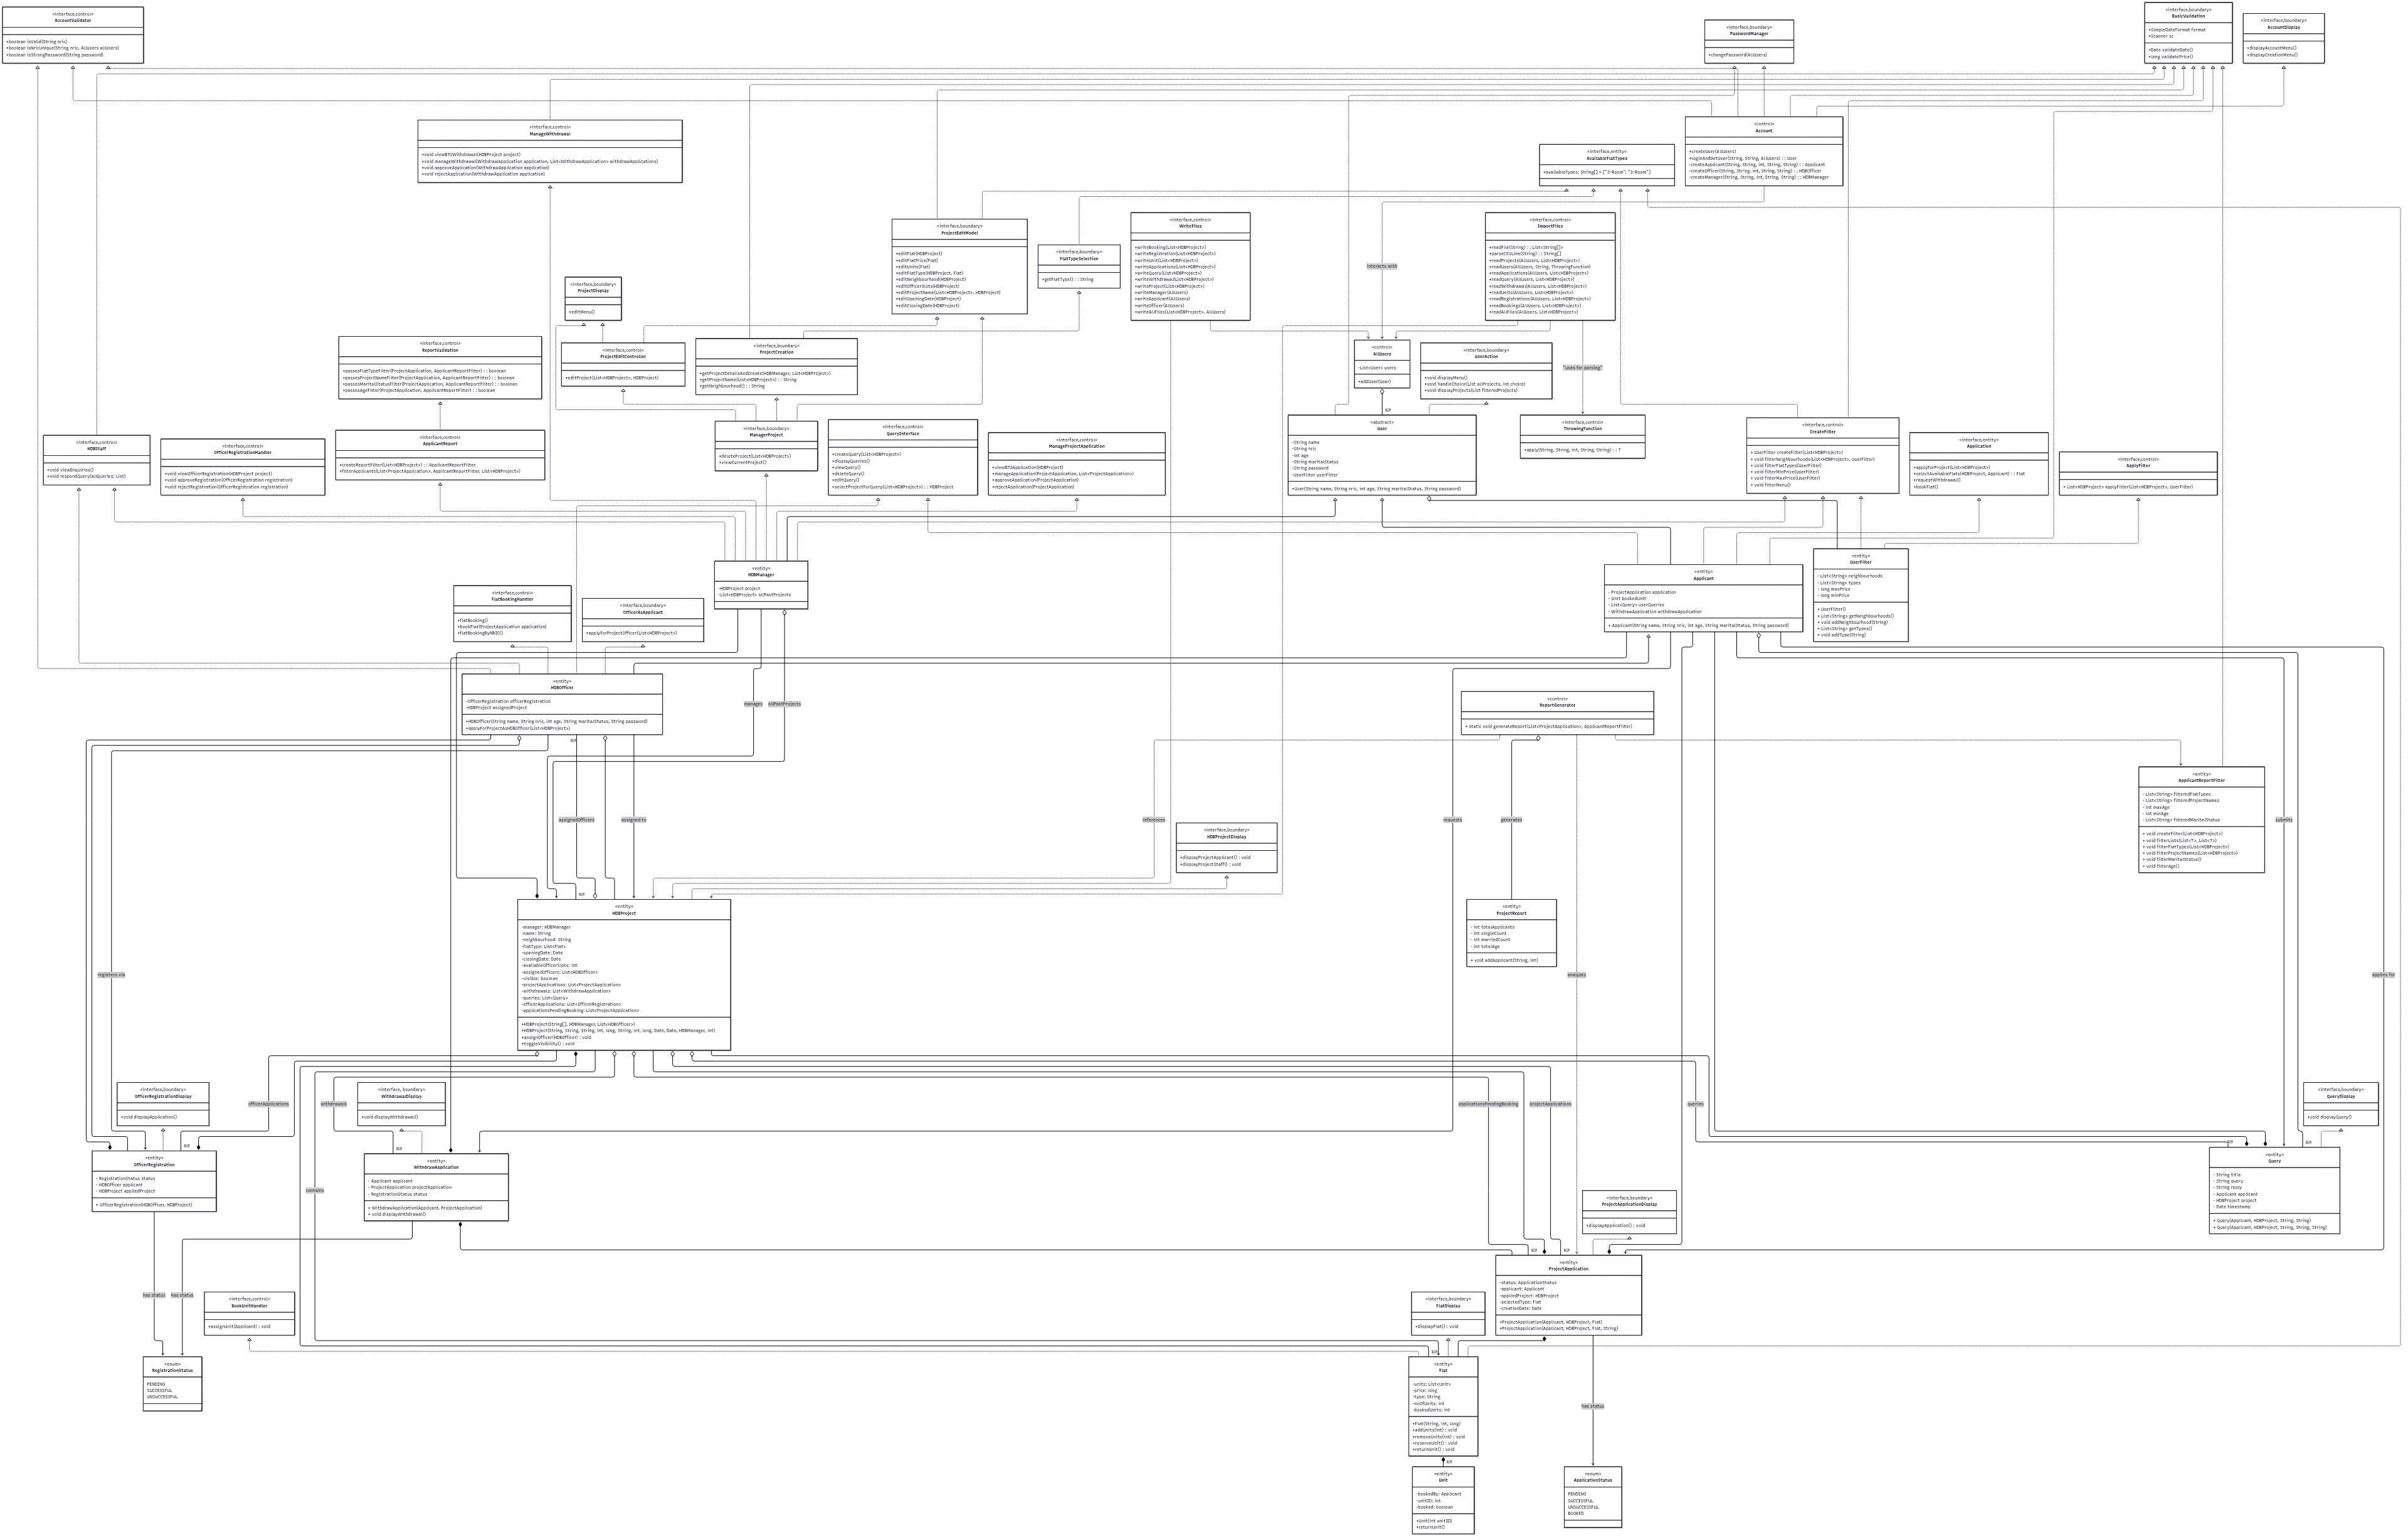 «interface,control»
AccountValidator
+boolean isValid(String nric)
+boolean isNricUnique(String nric, AllUsers allUsers)
+boolean isStrongPassword(String password)
«interface,boundary»
PasswordManager
+changePassword(AllUsers)
«interface,boundary»
BasicValidation
+SimpleDateFormat format
+Scanner sc
+Date validateDate()
+long validatePrice()
«interface,boundary»
AccountDisplay
+displayAccountMenu()
+displayCreationMenu()
«interface,control»
ManageWithdrawal
+void viewBTOWithdrawal(HDBProject project)
+void manageWithdrawal(WithdrawApplication application, List<WithdrawApplication> withdrawApplications)
+void approveApplication(WithdrawApplication application)
+void rejectApplication(WithdrawApplication application)
«control»
Account
+createUser(AllUsers)
+loginAndGetUser(String, String, AllUsers) : : User
-createApplicant(String, String, int, String, String) : : Applicant
-createOfficer(String, String, int, String, String) : : HDBOfficer
-createManager(String, String, int, String, String) : : HDBManager
«interface,entity»
AvailableFlatTypes
+availableTypes: String[] = ["2-Room", "3-Room"]
«interface,boundary»
ProjectEditModel
+editFlat(HDBProject)
+editFlatPrice(Flat)
+editUnits(Flat)
+editFlatType(HDBProject, Flat)
+editNeighbourhood(HDBProject)
+editOfficerSlots(HDBProject)
+editProjectName(List<HDBProject>, HDBProject)
+editOpeningDate(HDBProject)
+editClosingDate(HDBProject)
«interface,boundary»
FlatTypeSelection
+getFlatType() : : String
«interface,control»
WriteFiles
+writeBooking(List<HDBProject>)
+writeRegistration(List<HDBProject>)
+writeUnit(List<HDBProject>)
+writeApplications(List<HDBProject>)
+writeQuery(List<HDBProject>)
+writeWithdrawal(List<HDBProject>)
+writeProject(List<HDBProject>)
+writeManager(AllUsers)
+writeApplicant(AllUsers)
+writeOfficer(AllUsers)
+writeAllFiles(List<HDBProject>, AllUsers)
«interface,control»
ImportFiles
+readFile(String) : : List<String[]>
+parseCSVLine(String) : : String[]
+readProjects(AllUsers, List<HDBProject>)
+readUsers(AllUsers, String, ThrowingFunction)
+readApplications(AllUsers, List<HDBProject>)
+readQuery(AllUsers, List<HDBProject>)
+readWithdrawal(AllUsers, List<HDBProject>)
+readUnits(AllUsers, List<HDBProject>)
+readRegistrations(AllUsers, List<HDBProject>)
+readBookings(AllUsers, List<HDBProject>)
+readAllFiles(AllUsers, List<HDBProject>)
interacts with
«interface,boundary»
ProjectDisplay
+editMenu()
«interface,control»
ReportValidation
+passesFlatTypeFilter(ProjectApplication, ApplicantReportFilter) : : boolean
+passesProjectNameFilter(ProjectApplication, ApplicantReportFilter) : : boolean
+passesMaritalStatusFilter(ProjectApplication, ApplicantReportFilter) : : boolean
+passesAgeFilter(ProjectApplication, ApplicantReportFilter) : : boolean
«interface,control»
ProjectEditController
+editProject(List<HDBProject>, HDBProject)
«interface,boundary»
ProjectCreation
+getProjectDetailsAndCreate(HDBManager, List<HDBProject>)
+getProjectName(List<HDBProject>) : : String
+getNeighbourhood() : : String
«control»
AllUsers
-List<User> users
+addUser(User)
«interface,boundary»
UserAction
+void displayMenu()
+void handleChoice(List allProjects, int choice)
+void displayProjects(List filteredProjects)
"uses for parsing"
0..*
«interface,control»
HDBStaff
+void viewEnquiries()
+void respondQuery(allQueries: List)
«interface,control»
OfficerRegistrationHandler
+void viewOfficerRegistration(HDBProject project)
+void approveRegistration(OfficerRegistration registration)
+void rejectRegistration(OfficerRegistration registration)
«interface,control»
ApplicantReport
+createReportFilter(List<HDBProject>) : : ApplicantReportFilter
+filterApplicants(List<ProjectApplication>, ApplicantReportFilter, List<HDBProject>)
«interface,boundary»
ManagerProject
+deleteProject(List<HDBProject>)
+viewCurrentProject()
«interface,control»
QueryInterface
+createQuery(List<HDBProject>)
+displayQueries()
+viewQuery()
+deleteQuery()
+editQuery()
+selectProjectForQuery(List<HDBProject>) : : HDBProject
«interface,control»
ManageProjectApplication
+viewBTOApplication(HDBProject)
+manageApplication(ProjectApplication, List<ProjectApplication>)
+approveApplication(ProjectApplication)
+rejectApplication(ProjectApplication)
«abstract»
User
-String name
-String nric
-int age
-String maritalStatus
-String password
-UserFilter userFilter
+User(String name, String nric, int age, String maritalStatus, String password)
«interface,control»
ThrowingFunction
+apply(String, String, int, String, String) : : T
«interface,control»
CreateFilter
+ UserFilter createFilter(List<HDBProject>)
+ void filterNeighbourhoods(List<HDBProject>, UserFilter)
+ void filterFlatTypes(UserFilter)
+ void filterMinPrice(UserFilter)
+ void filterMaxPrice(UserFilter)
+ void filterMenu()
«interface,entity»
Application
+applyForProject(List<HDBProject>)
+selectAvailableFlats(HDBProject, Applicant) : : Flat
+requestWithdrawal()
+bookFlat()
«interface,control»
ApplyFilter
+ List<HDBProject> applyFilter(List<HDBProject>, UserFilter)
«entity»
HDBManager
-HDBProject project
-List<HDBProject> allPastProjects
«entity»
Applicant
- ProjectApplication application
- Unit bookedUnit
- List<Query> userQueries
- WithdrawApplication withdrawApplication
+ Applicant(String name, String nric, int age, String maritalStatus, String password)
«entity»
UserFilter
- List<String> neighbourhoods
- List<String> types
- long maxPrice
- long minPrice
+ UserFilter()
+ List<String> getNeighbourhoods()
+ void addNeighbourhood(String)
+ List<String> getTypes()
+ void addType(String)
«interface,control»
FlatBookingHandler
+flatBooking()
+bookFlat(ProjectApplication application)
+flatBookingByNRIC()
«interface,boundary»
OfficerAsApplicant
+applyForProjectOfficer(List<HDBProject>)
«entity»
HDBOfficer
-OfficerRegistration officerRegistration
-HDBProject assignedProject
+HDBOfficer(String name, String nric, int age, String maritalStatus, String password)
+applyForProjectAsHDBOfficer(List<HDBProject>)
0..*
manages
allPastProjects
«control»
ReportGenerator
+ static void generateReport(List<ProjectApplication>, ApplicantReportFilter)
«entity»
ApplicantReportFilter
- List<String> filteredFlatTypes
- List<String> filteredProjectNames
- int maxAge
- int minAge
- List<String> filteredMaritalStatus
+ void createFilter(List<HDBProject>)
+ void filterLists(List<T>, List<T>)
+ void filterFlatTypes(List<HDBProject>)
+ void filterProjectNames(List<HDBProject>)
+ void filterMaritalStatus()
+ void filterAge()
assignedOfficers
assigned to
references
requests
generates
submits
«interface,boundary»
HDBProjectDisplay
+displayProjectApplicant() : void
+displayProjectStaff() : void
0..*
«entity»
HDBProject
-manager: HDBManager
-name: String
-neighbourhood: String
-flatType: List<Flat>
-openingDate: Date
-closingDate: Date
-availableOfficerSlots: int
-assignedOfficers: List<HDBOfficer>
-visible: boolean
-projectApplications: List<ProjectApplication>
-withdrawals: List<WithdrawApplication>
-queries: List<Query>
-officerApplications: List<OfficerRegistration>
-applicationsPendingBooking: List<ProjectApplication>
+HDBProject(String[], HDBManager, List<HDBOfficer>)
+HDBProject(String, String, String, int, long, String, int, long, Date, Date, HDBManager, int)
+assignOfficer(HDBOfficer) : void
+toggleVisibility() : void
«entity»
ProjectReport
- int totalApplicants
- int singleCount
- int marriedCount
- int totalAge
+ void addApplicant(String, int)
registers via
analyzes
applies for
«interface,boundary»
OfficerRegistrationDisplay
+void displayApplication()
officerApplications
withdrawals
«interface, boundary»
WithdrawalDisplay
+void displayWithdrawal()
applicationsPendingBooking
projectApplications
queries
«interface,boundary»
QueryDisplay
+void displayQuery()
0..*
0..*
0..*
0..*
«entity»
OfficerRegistration
- RegistrationStatus status
- HDBOfficer applicant
- HDBProject appliedProject
+ OfficerRegistration(HDBOfficer, HDBProject)
«entity»
WithdrawApplication
- Applicant applicant
- ProjectApplication projectApplication
- RegistrationStatus status
+ WithdrawApplication(Applicant, ProjectApplication)
+ void displayWithdrawal()
contains
«entity»
Query
- String title
- String query
- String reply
- Applicant applicant
- HDBProject project
- Date timestamp
+ Query(Applicant, HDBProject, String, String)
+ Query(Applicant, HDBProject, String, String, String)
«interface,boundary»
ProjectApplicationDisplay
+displayApplication() : void
0..*
0..*
«entity»
ProjectApplication
-status: ApplicationStatus
-applicant: Applicant
-appliedProject: HDBProject
-selectedType: Flat
-creationDate: Date
+ProjectApplication(Applicant, HDBProject, Flat)
+ProjectApplication(Applicant, HDBProject, Flat, String)
has status
has status
«interface,control»
BookUnitHandler
+assignUnit(Applicant) : void
«interface,boundary»
FlatDisplay
+displayFlat() : void
0..*
«enum»
RegistrationStatus
PENDING
SUCCESSFUL
UNSUCCESSFUL
«entity»
Flat
-units: List<Unit>
-price: long
-type: String
-noOfUnits: int
-bookedUnits: int
+Flat(String, int, long)
+addUnits(int) : void
+removeUnits(int) : void
+reserveUnit() : void
+returnUnit() : void
has status
0..*
«entity»
Unit
-bookedBy: Applicant
-unitID: int
-booked: boolean
+Unit(int unitID)
+returnUnit()
«enum»
ApplicationStatus
PENDING
SUCCESSFUL
UNSUCCESSFUL
BOOKED